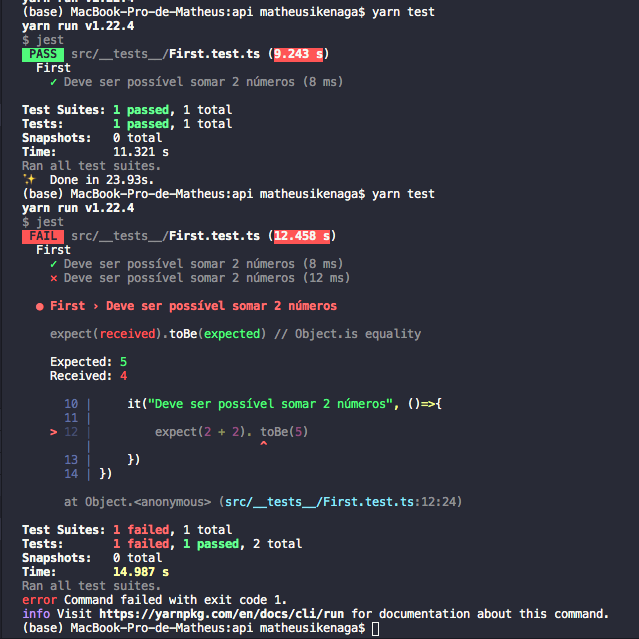 yarn run v1.22.4
(base) MacBook-Pro-de-Matheus:api matheusikenaga$ yarn test
yarn run v1.22.4
$ jest
PASS src/__tests__/First.test.ts (9.243 s)
First
✓ Deve ser possível somar 2 números (8 ms)
Test Suites: 1 passed, 1 total
Tests: 1 passed, 1 total
Snapshots: 0 total
Time: 11.321 s
Ran all test suites.
✨ Done in 23.93s.
(base) MacBook-Pro-de-Matheus:api matheusikenaga$ yarn test
yarn run v1.22.4
$ jest
FAIL src/__tests__/First.test.ts (12.458 s)
First
✓ Deve ser possível somar 2 números (8 ms)
✕ Deve ser possível somar 2 números (12 ms)
● First › Deve ser possível somar 2 números
expect(received).toBe(expected) // Object.is equality
Expected: 5
Received: 4
10 | it("Deve ser possível somar 2 números", ()=>{
11 |
> 12 | expect(2 + 2). toBe(5)
| ^
13 | })
14 | })
at Object.<anonymous> (src/__tests__/First.test.ts:12:24)
Test Suites: 1 failed, 1 total
Tests: 1 failed, 1 passed, 2 total
Snapshots: 0 total
Time: 14.987 s
Ran all test suites.
error Command failed with exit code 1.
info Visit https://yarnpkg.com/en/docs/cli/run for documentation about this command.
(base) MacBook-Pro-de-Matheus:api matheusikenaga$